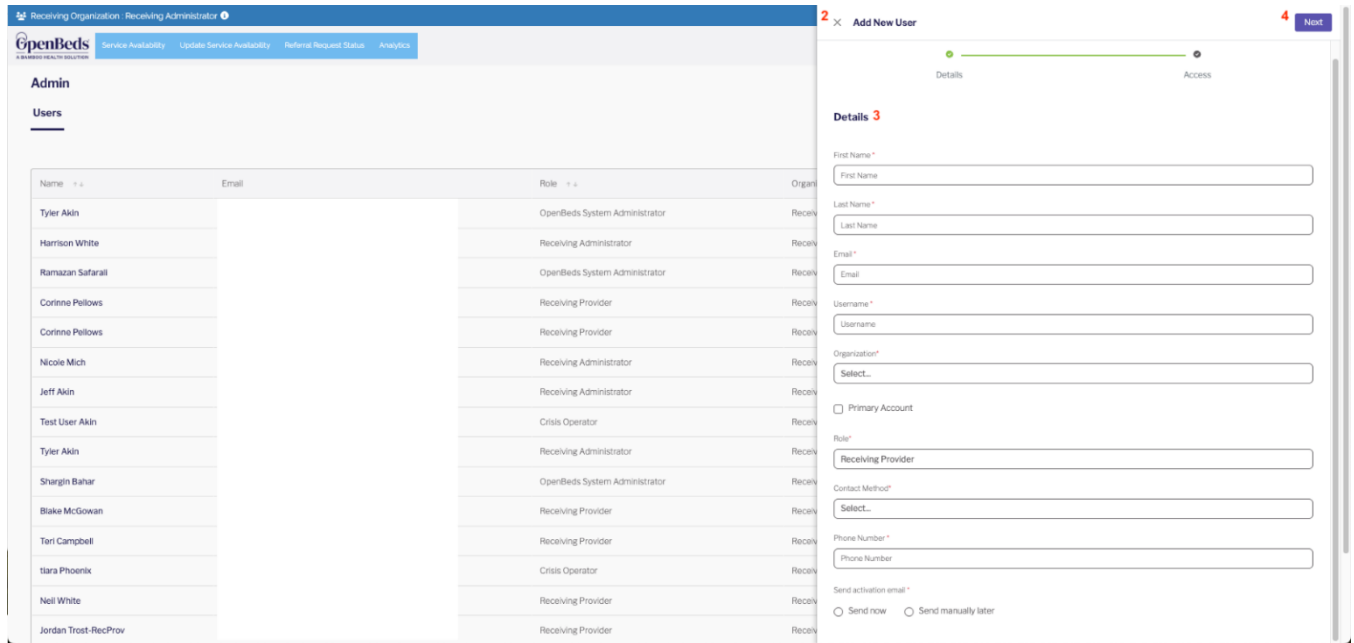 Receiving Organization : Receiving Administrator
OpenBeds
A BAMBOO HEALTH SOLUTION
Service Availability Update Service Availability Referral Request Status Analytics
Admin
Users
Name Email Role Organi
Tyler Akin OpenBeds System Administrator Receiv
Harrison White Receiving Administrator Receiv
Ramazan Safarali OpenBeds System Administrator Receiv
Corinne Pellows Receiving Provider Receiv
Corinne Pellows Receiving Provider Receiv
Nicole Mich Receiving Administrator Receiv
Jeff Akin Receiving Administrator Receiv
Test User Akin Crisis Operator Receiv
Tyler Akin Receiving Administrator Receiv
Shargin Bahar OpenBeds System Administrator Receiv
Blake McGowan Receiving Provider Receiv
Teri Campbell Receiving Provider Receiv
tiara Phoenix Crisis Operator Receiv
Neil White Receiving Provider Receiv
Jordan Trost-RecProv Receiving Provider Receiv
2 × Add New User 4 Next
Details Access
Details 3
First Name *
First Name
Last Name *
Last Name
Email *
Email
Username *
Username
Organization*
Select...
Primary Account
Role*
Receiving Provider
Contact Method*
Select...
Phone Number *
Phone Number
Send activation email *
Send now Send manually later